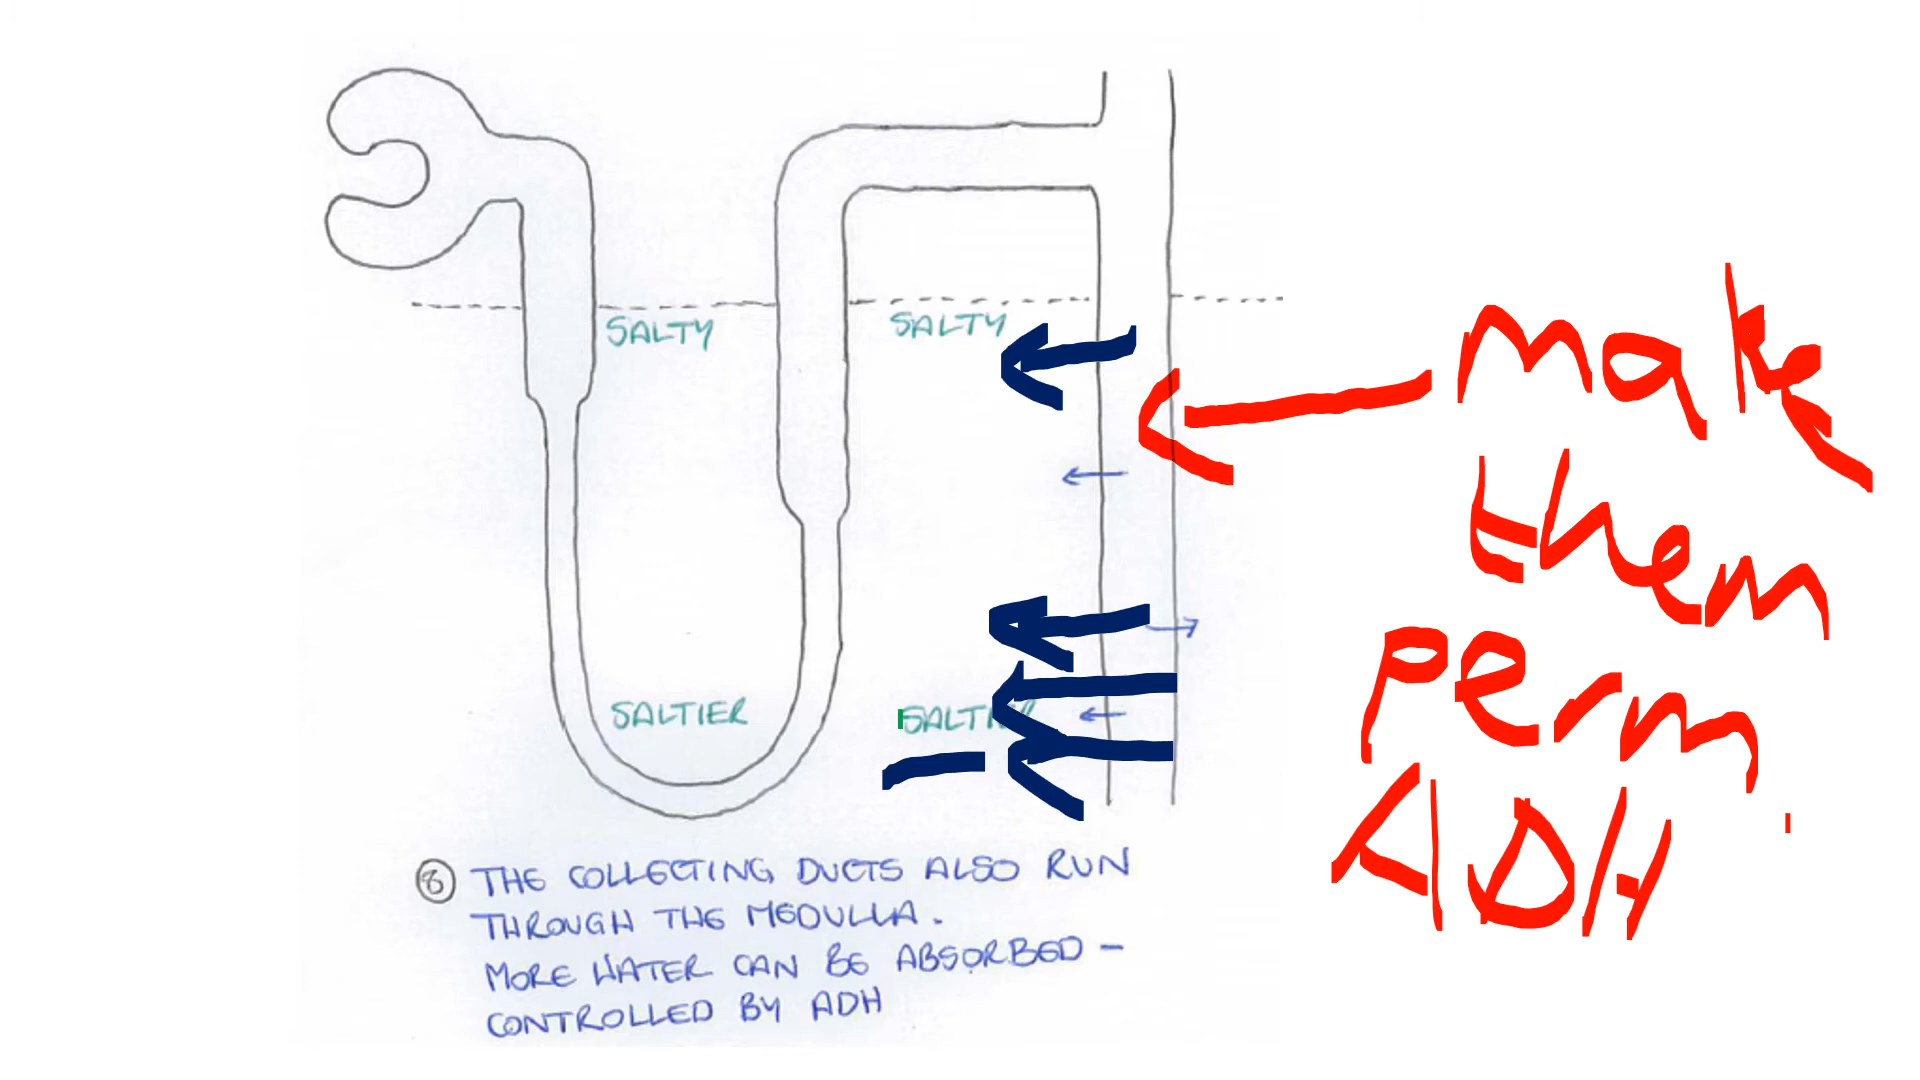 SALTY
SALTY
SALTIER
make
them
perm
ADH
8 THE COLLECTING DUCTS ALSO RUN
THROUGH THE MEDULLA.
MORE WATER CAN BE ABSORBED -
CONTROLLED BY ADH